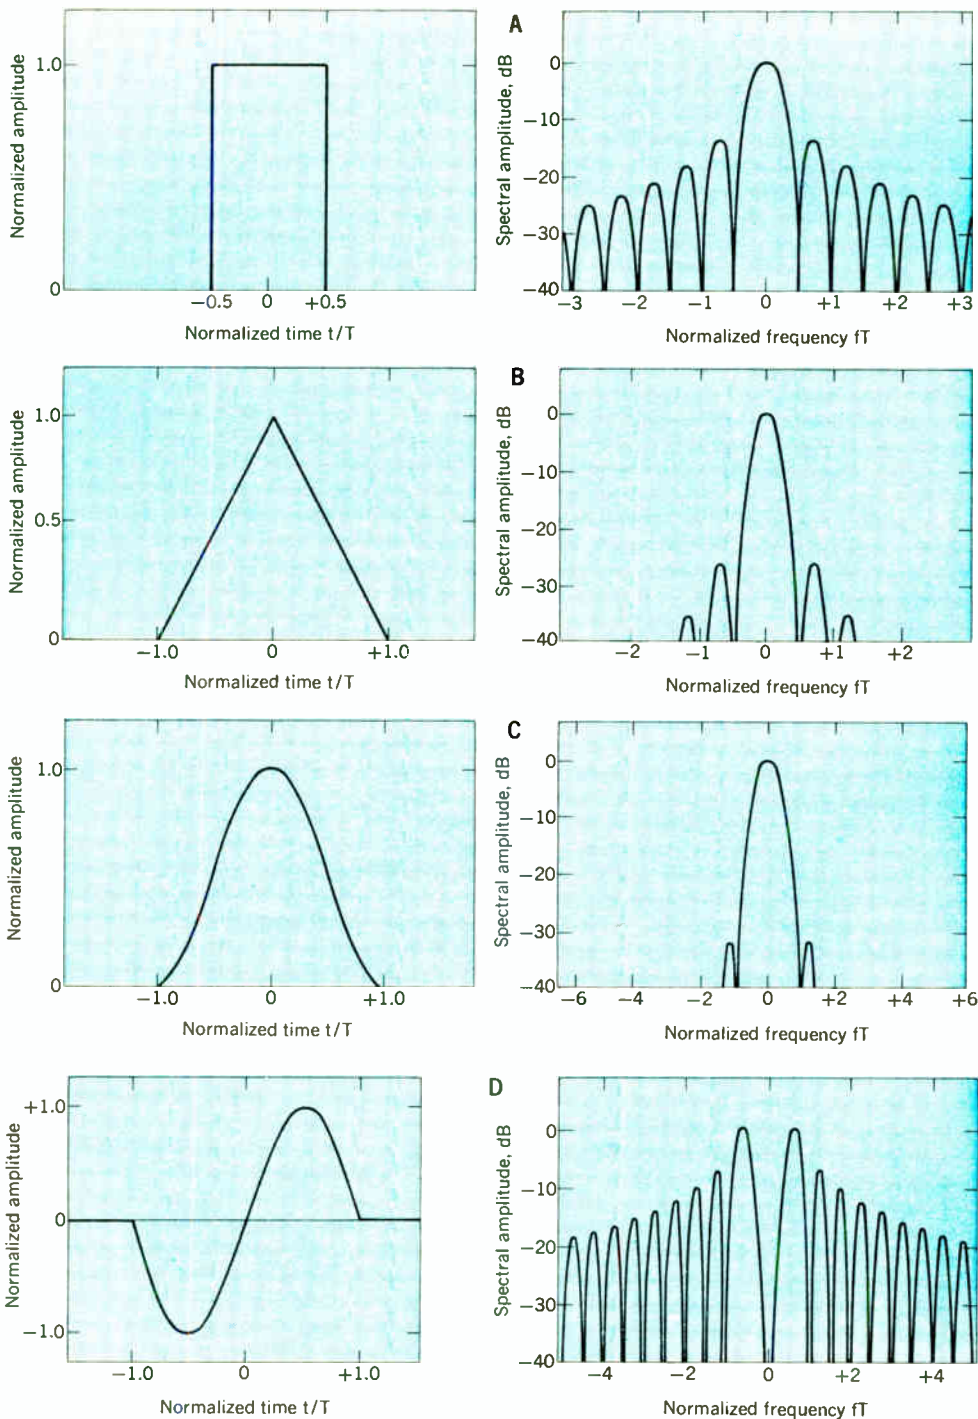 A
Normalized amplitude
1.0
0
−0.5 0 +0.5
Normalized time t/T
Spectral amplitude, dB
0
−10
−20
−30
−40
−3 −2 −1 0 +1 +2 +3
Normalized frequency fT
B
Normalized amplitude
1.0
0.5
0
−1.0 0 +1.0
Normalized time t/T
Spectral amplitude, dB
0
−10
−20
−30
−40
−2 −1 0 +1 +2
Normalized frequency fT
C
Normalized amplitude
1.0
0
−1.0 0 +1.0
Normalized time t/T
Spectral amplitude, dB
0
−10
−20
−30
−40
−6 −4 −2 0 +2 +4 +6
Normalized frequency fT
D
Normalized amplitude
+1.0
0
−1.0
−1.0 0 +1.0
Normalized time t/T
Spectral amplitude, dB
0
−10
−20
−30
−40
−4 −2 0 +2 +4
Normalized frequency fT